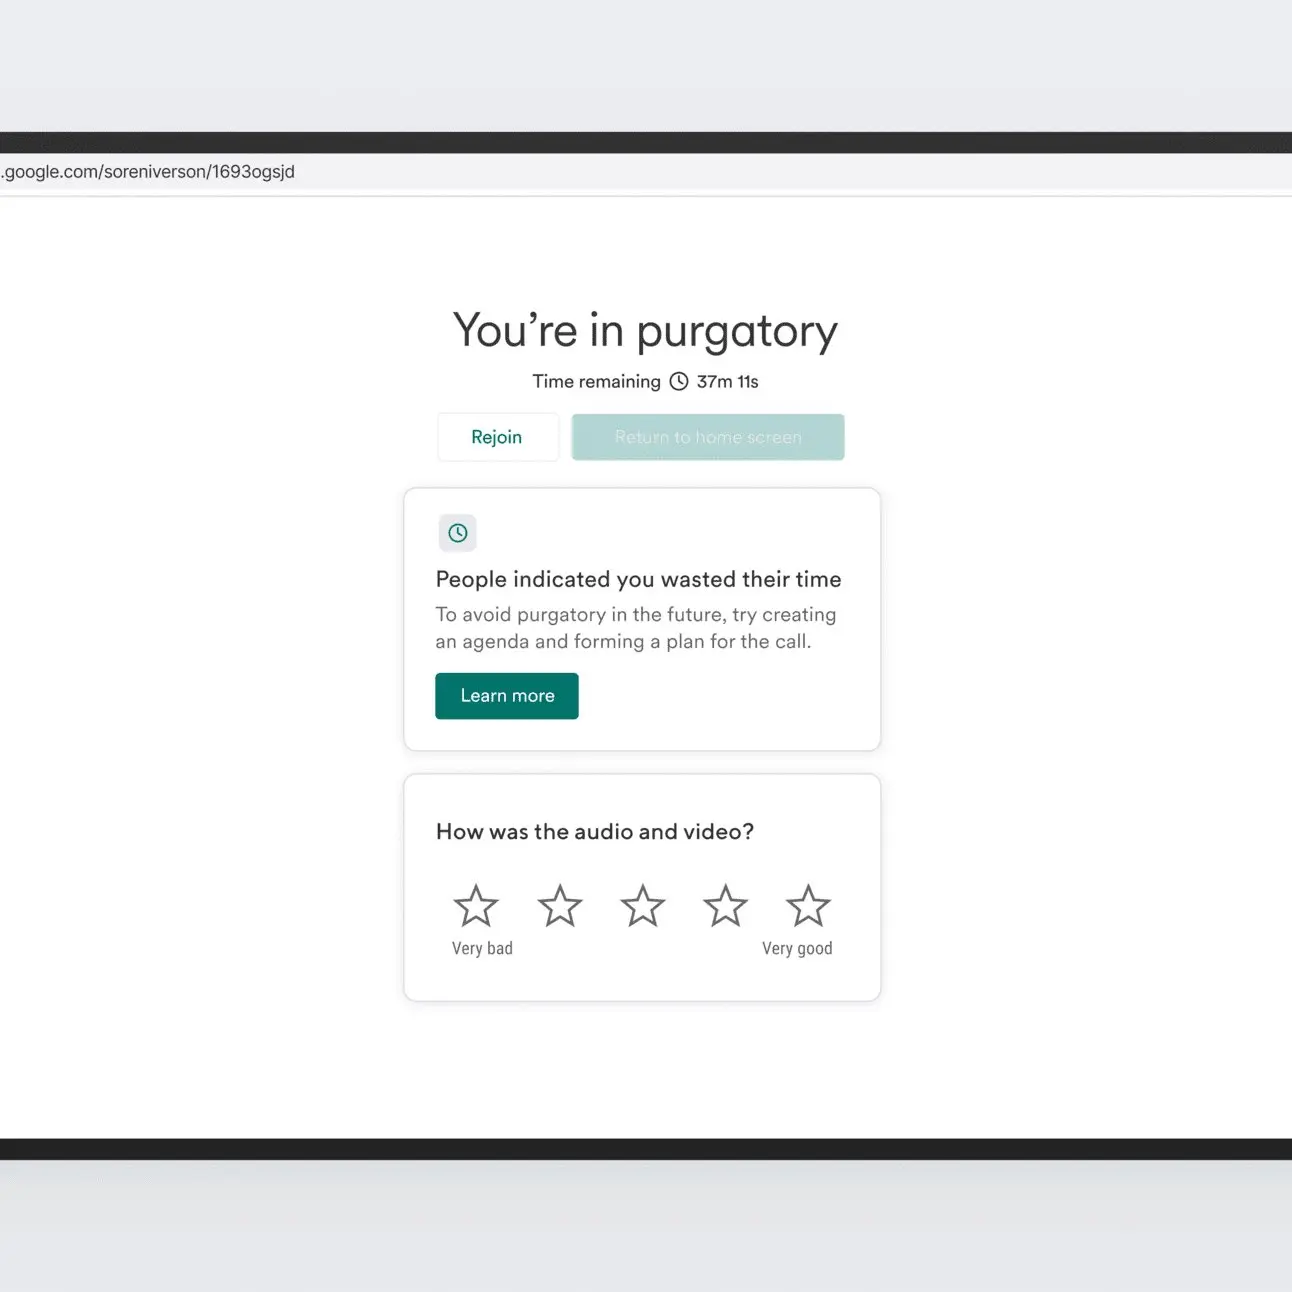 .google.com/soreniverson/1693ogsjd
You're in purgatory
Time remaining 37m 11s
Rejoin
Return to home screen
People indicated you wasted their time
To avoid purgatory in the future, try creating
an agenda and forming a plan for the call.
Learn more
How was the audio and video?
Very bad
Very good